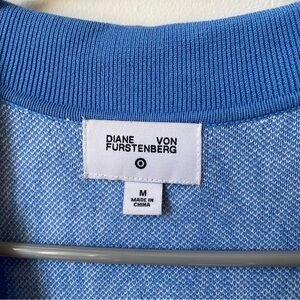 DIANE VON
FURSTENBERG
M
MADE IN
CHINA